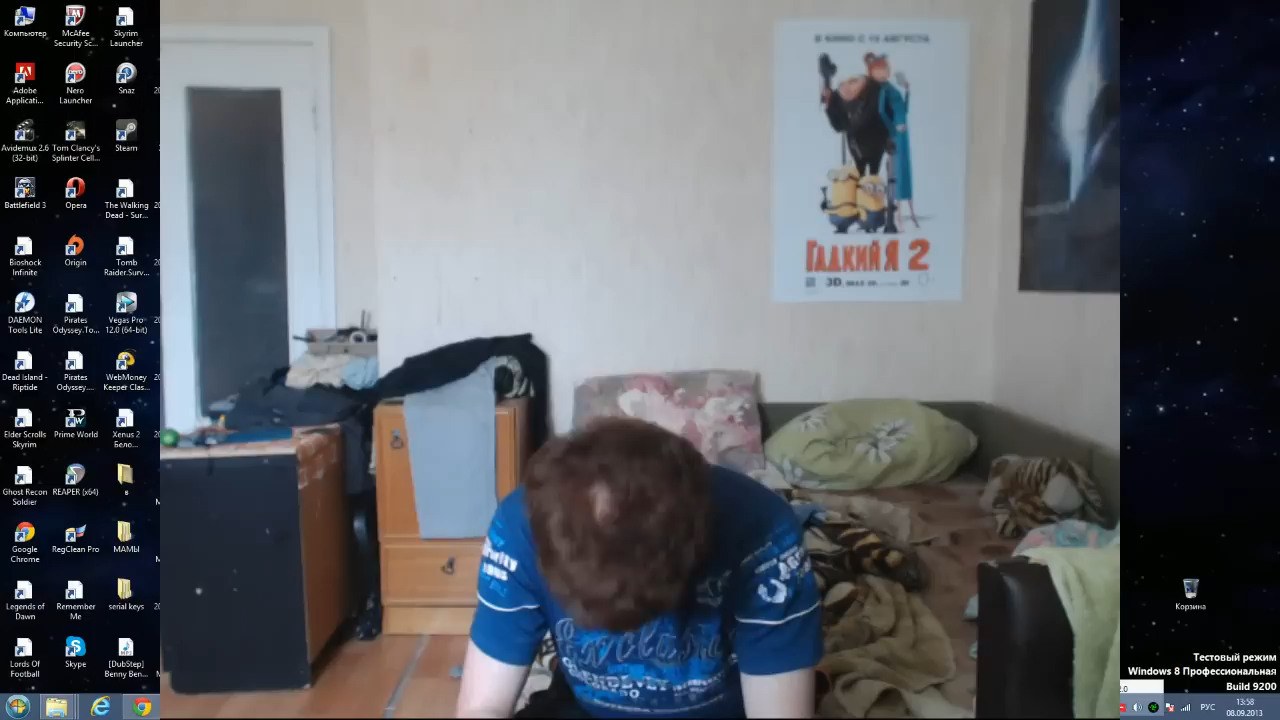 Компьютер
McAfee
Security Sc...
Skyrim
Launcher
Adobe
Applicati...
Nero
Launcher
Snaz
Avidemux 2.6
(32-bit)
Tom Clancy's
Splinter Cell...
Steam
Battlefield 3
Opera
The Walking
Dead - Sur...
Bioshock
Infinite
Origin
Tomb
Raider.Surv...
DAEMON
Tools Lite
Pirates
Odyssey.To...
Vegas Pro
12.0 (64-bit)
Dead Island -
Riptide
Pirates
Odyssey....
WebMoney
Keeper Clas...
Elder Scrolls
Skyrim
Prime World
Xenus 2
Бело...
Ghost Recon
Soldier
REAPER (x64)
в
Google
Chrome
RegClean Pro
МАМЫ
Legends of
Dawn
Remember
Me
serial keys
Lords Of
Football
Skype
[DubStep]
Benny Ben...
В КИНО С 15 АВГУСТА
ГАДКИЙ Я 2
3D,
Корзина
Тестовый режим
Windows 8 Профессиональная
Build 9200
РУС
13:58
08.09.2013